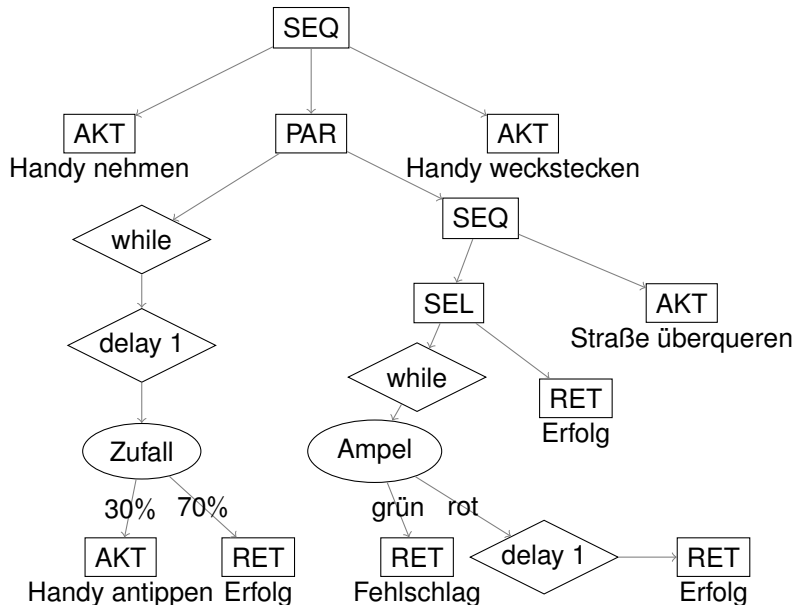 SEQ
AKT
PAR
AKT
Handy nehmen
Handy weckstecken
SEQ
while
SEL
AKT
Straße überqueren
delay 1
while
RET
Erfolg
Zufall
Ampel
30%
70%
grün
rot
AKT
RET
RET
delay 1
RET
Handy antippen
Erfolg
Fehlschlag
Erfolg